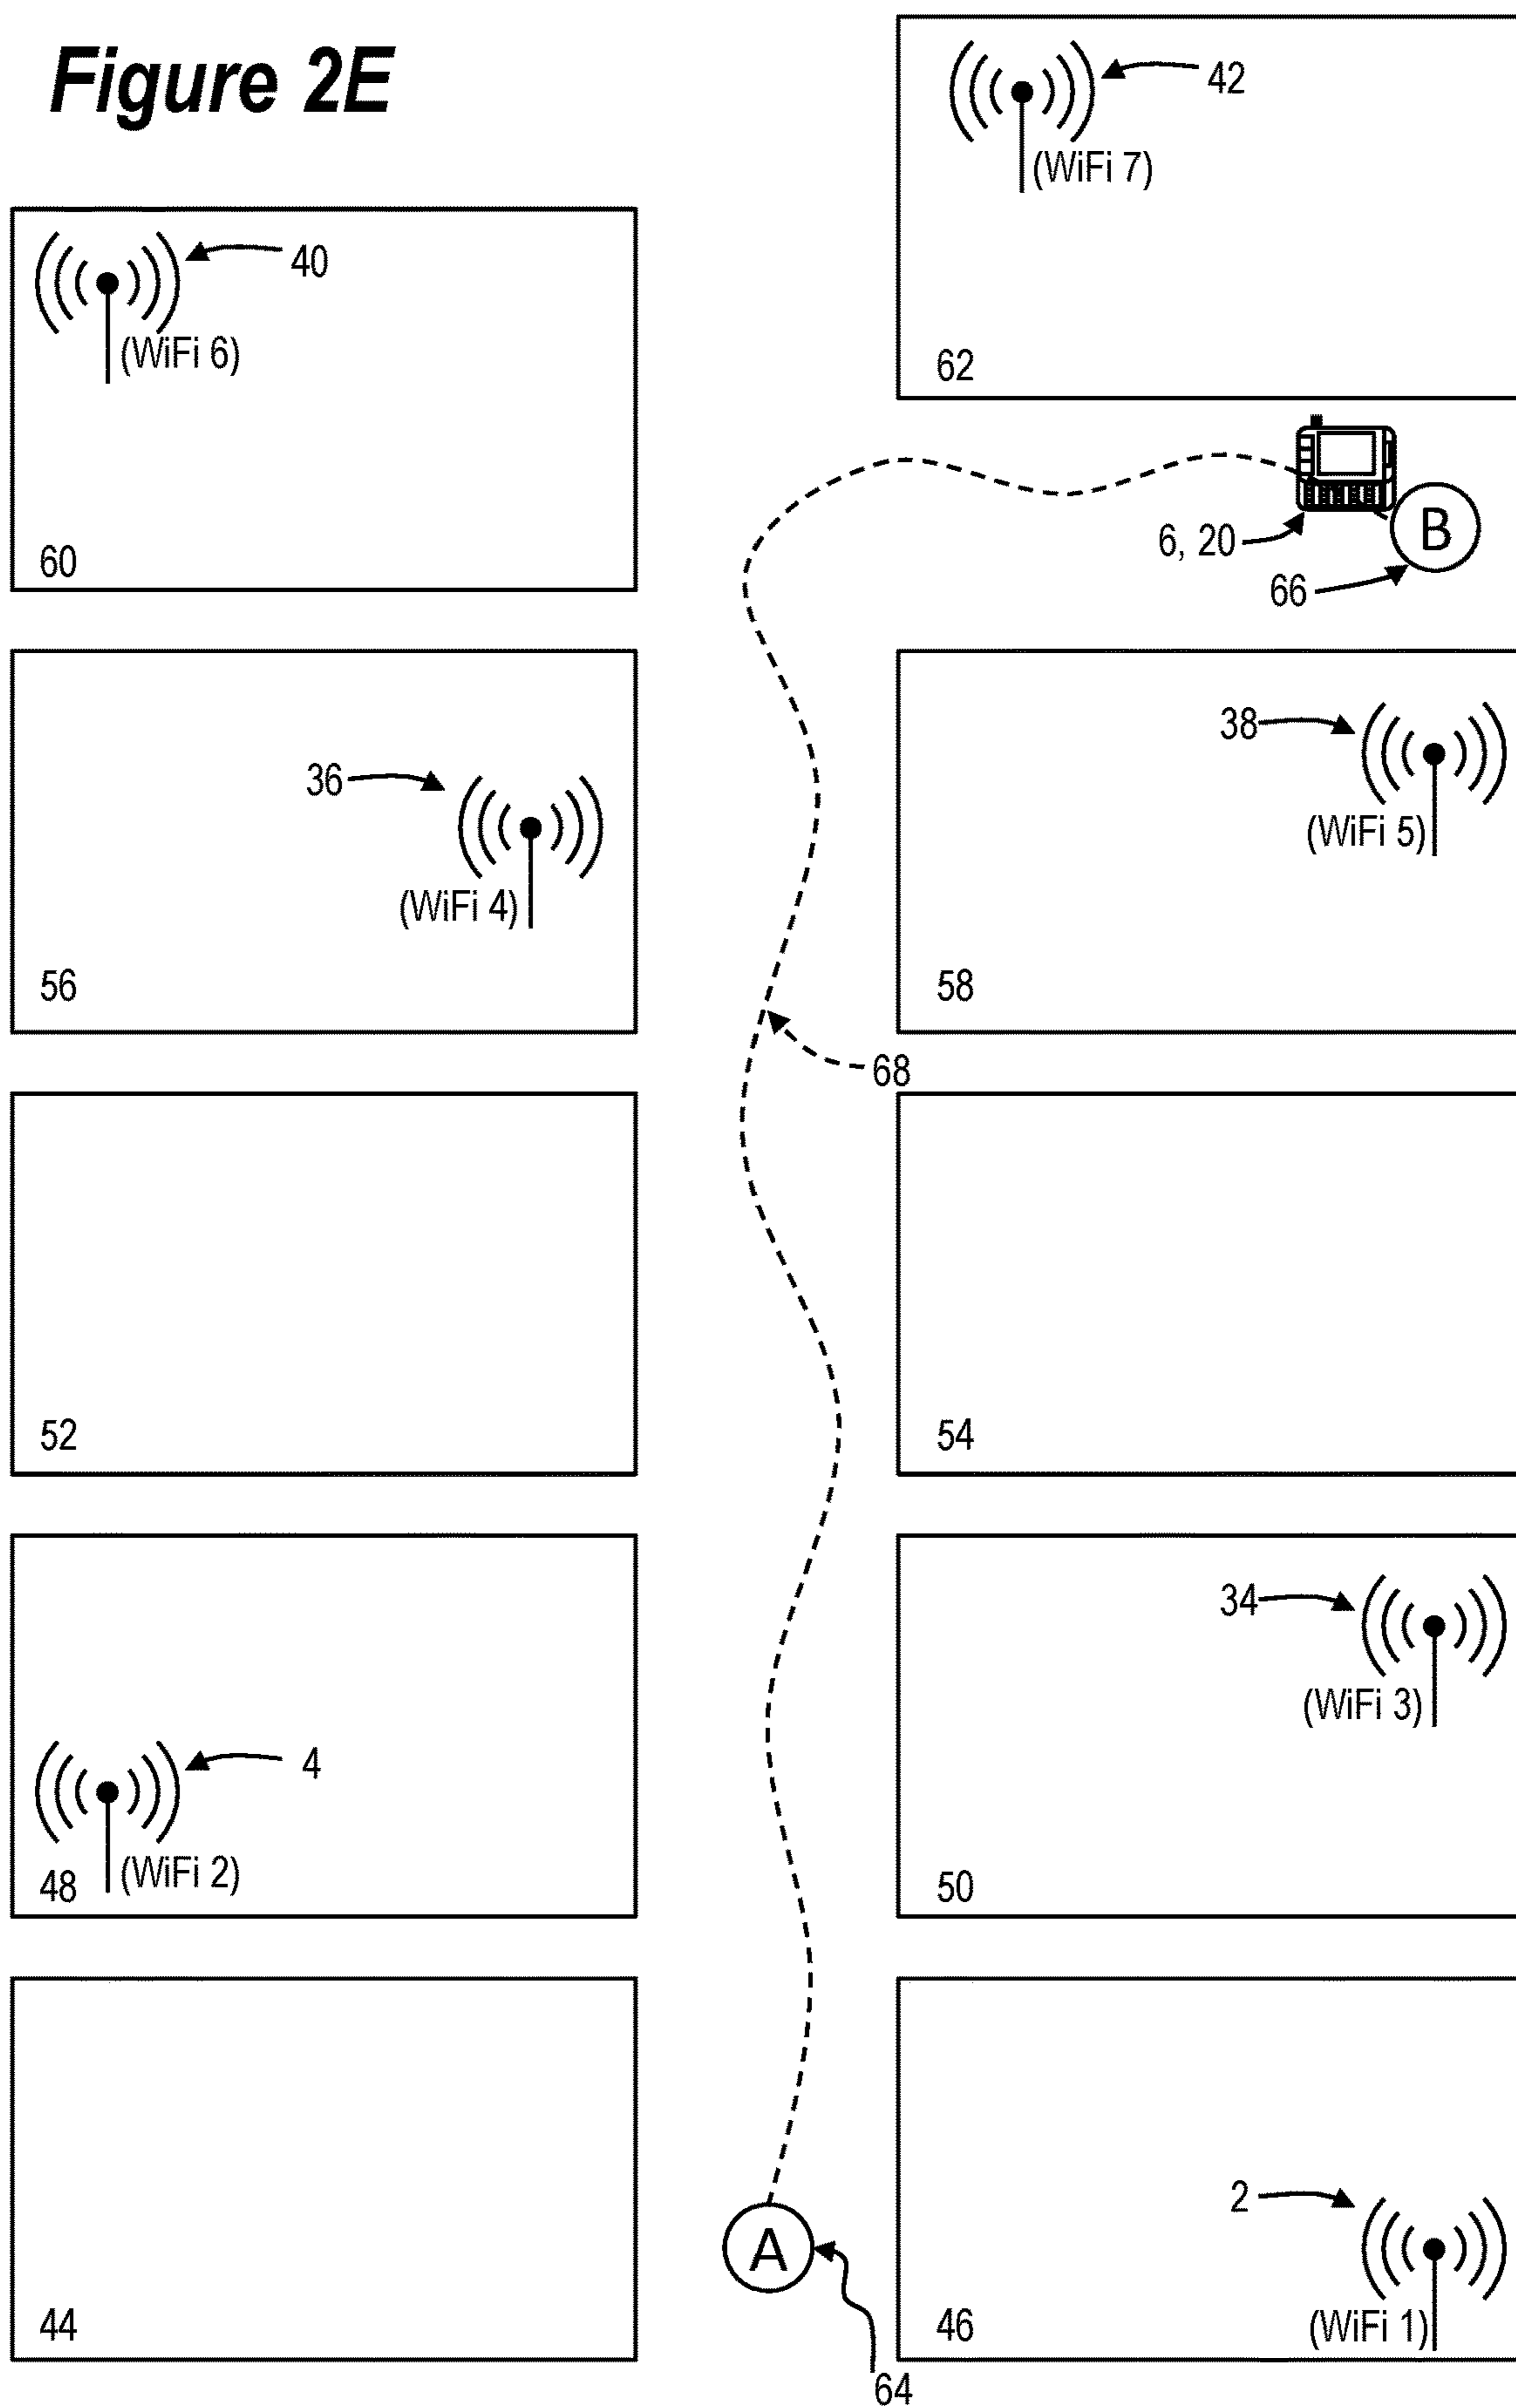 Figure 2E
42
(WiFi 7)
40
(WiFi 6)
62
60
6, 20
B
66
38
36
(WiFi 5)
(WiFi 4)
56
58
68
52
54
34
(WiFi 3)
4
(WiFi 2)
48
50
2
A
44
46
(WiFi 1)
64